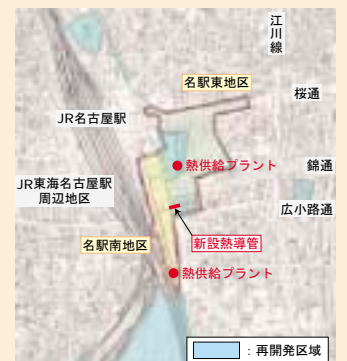 江川線
名駅東地区
桜通
JR名古屋駅
熱供給プラント
錦通
JR東海名古屋駅
周辺地区
広小路通
名駅南地区
新設熱導管
熱供給プラント
：再開発区域